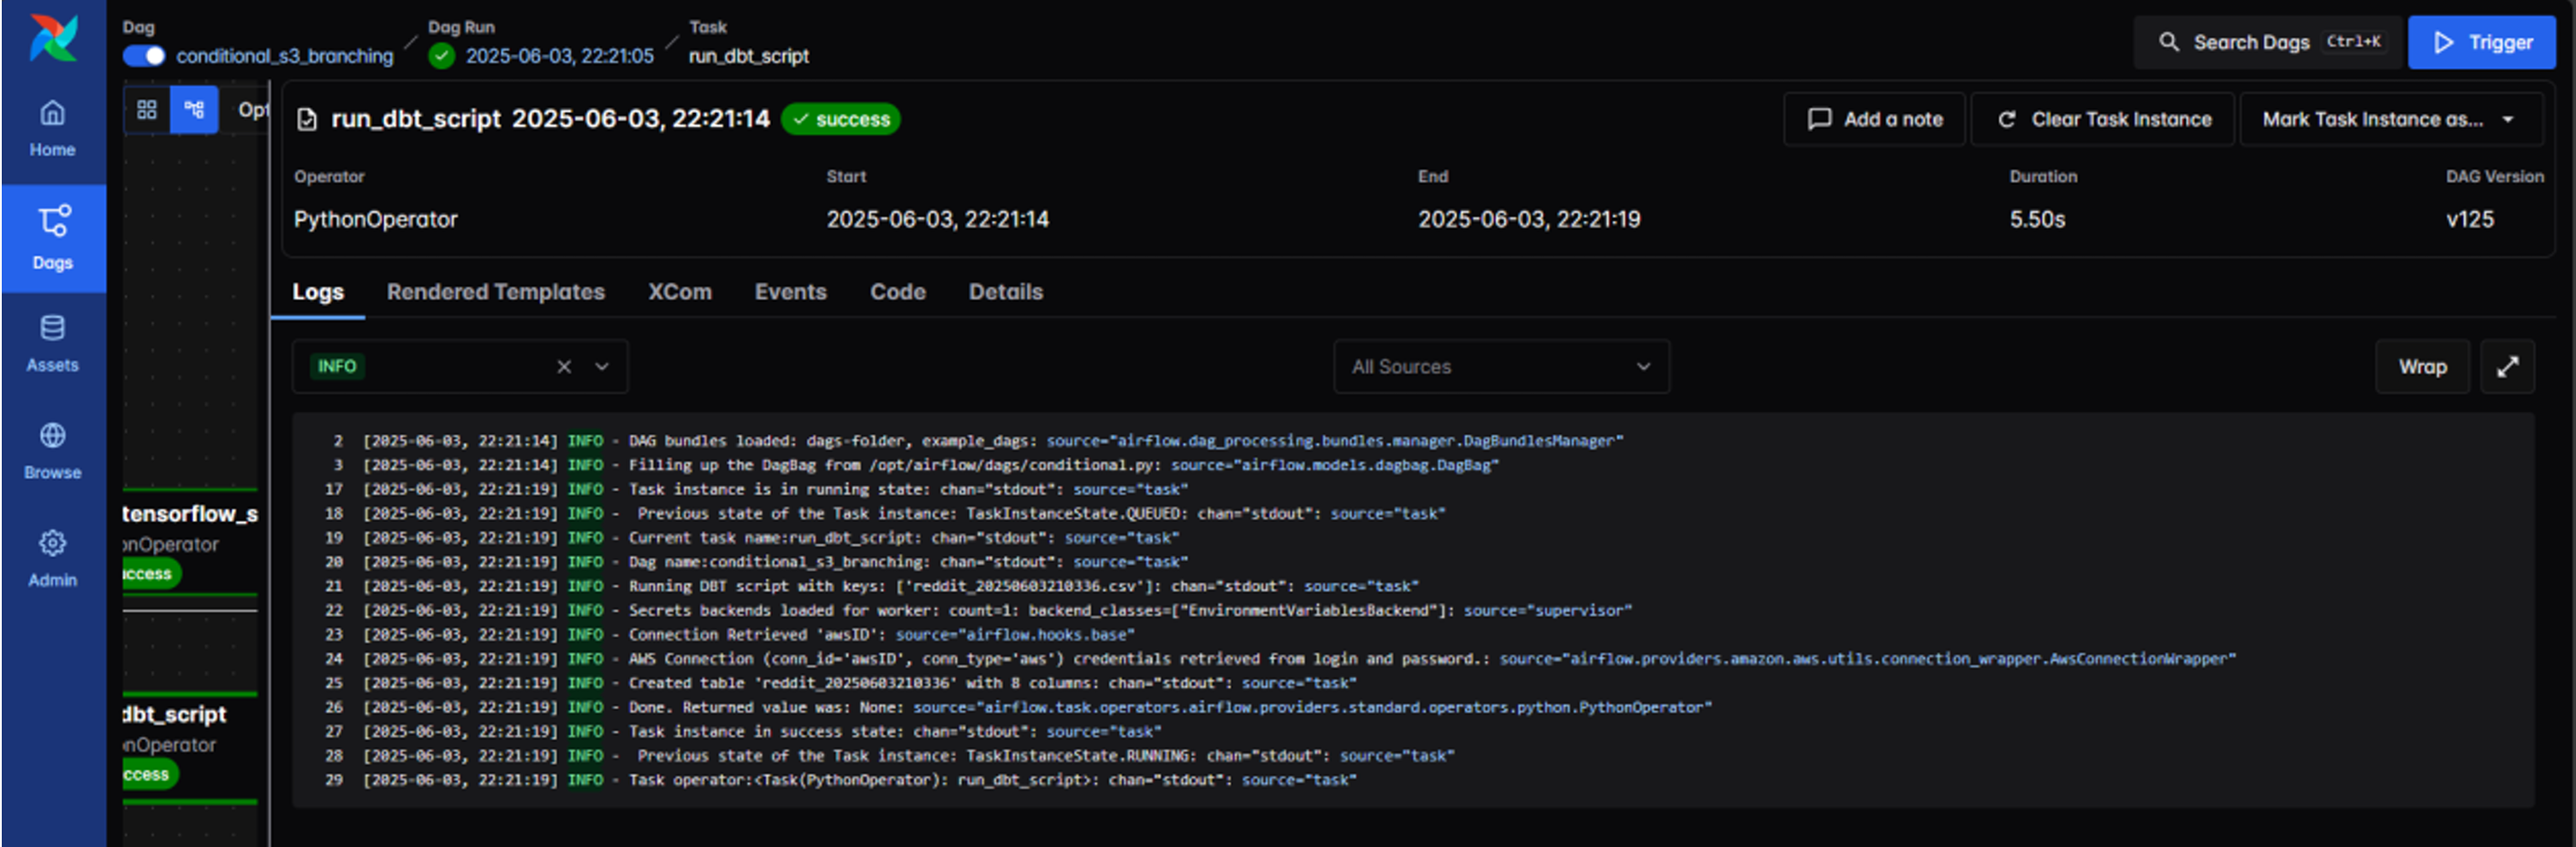 Dag
conditional_s3_branching
Dag Run
2025-06-03, 22:21:05
Task
run_dbt_script
Search Dags Ctrl+K
Trigger
Home
Dags
Assets
Browse
Admin
Opt
tensorflow_s
onOperator
uccess
dbt_script
onOperator
ccess
run_dbt_script 2025-06-03, 22:21:14 success
Add a note
Clear Task Instance
Mark Task Instance as...
Operator Start End Duration DAG Version
PythonOperator 2025-06-03, 22:21:14 2025-06-03, 22:21:19 5.50s v125
Logs Rendered Templates XCom Events Code Details
INFO
All Sources
Wrap
2 [2025-06-03, 22:21:14] INFO - DAG bundles loaded: dags-folder, example_dags: source="airflow.dag_processing.bundles.manager.DagBundlesManager"
3 [2025-06-03, 22:21:14] INFO - Filling up the DagBag from /opt/airflow/dags/conditional.py: source="airflow.models.dagbag.DagBag"
17 [2025-06-03, 22:21:19] INFO - Task instance is in running state: chan="stdout": source="task"
18 [2025-06-03, 22:21:19] INFO -  Previous state of the Task instance: TaskInstanceState.QUEUED: chan="stdout": source="task"
19 [2025-06-03, 22:21:19] INFO - Current task name:run_dbt_script: chan="stdout": source="task"
20 [2025-06-03, 22:21:19] INFO - Dag name:conditional_s3_branching: chan="stdout": source="task"
21 [2025-06-03, 22:21:19] INFO - Running DBT script with keys: ['reddit_20250603210336.csv']: chan="stdout": source="task"
22 [2025-06-03, 22:21:19] INFO - Secrets backends loaded for worker: count=1: backend_classes=["EnvironmentVariablesBackend"]: source="supervisor"
23 [2025-06-03, 22:21:19] INFO - Connection Retrieved 'awsID': source="airflow.hooks.base"
24 [2025-06-03, 22:21:19] INFO - AWS Connection (conn_id='awsID', conn_type='aws') credentials retrieved from login and password.: source="airflow.providers.amazon.aws.utils.connection_wrapper.AwsConnectionWrapper"
25 [2025-06-03, 22:21:19] INFO - Created table 'reddit_20250603210336' with 8 columns: chan="stdout": source="task"
26 [2025-06-03, 22:21:19] INFO - Done. Returned value was: None: source="airflow.task.operators.airflow.providers.standard.operators.python.PythonOperator"
27 [2025-06-03, 22:21:19] INFO - Task instance in success state: chan="stdout": source="task"
28 [2025-06-03, 22:21:19] INFO -  Previous state of the Task instance: TaskInstanceState.RUNNING: chan="stdout": source="task"
29 [2025-06-03, 22:21:19] INFO - Task operator:<Task(PythonOperator): run_dbt_script>: chan="stdout": source="task"